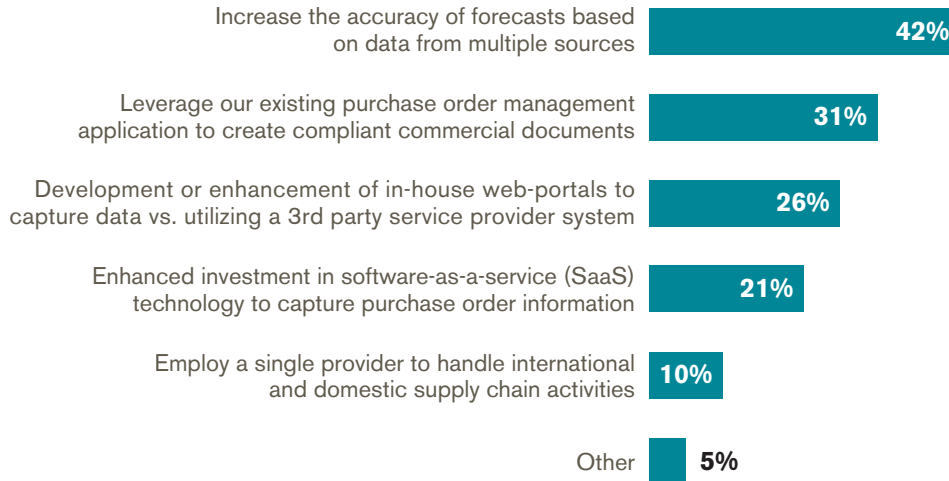 Increase the accuracy of forecasts based
on data from multiple sources
42%
Leverage our existing purchase order management
application to create compliant commercial documents
31%
Development or enhancement of in-house web-portals to
capture data vs. utilizing a 3rd party service provider system
26%
Enhanced investment in software-as-a-service (SaaS)
technology to capture purchase order information
21%
Employ a single provider to handle international
and domestic supply chain activities
10%
Other
5%